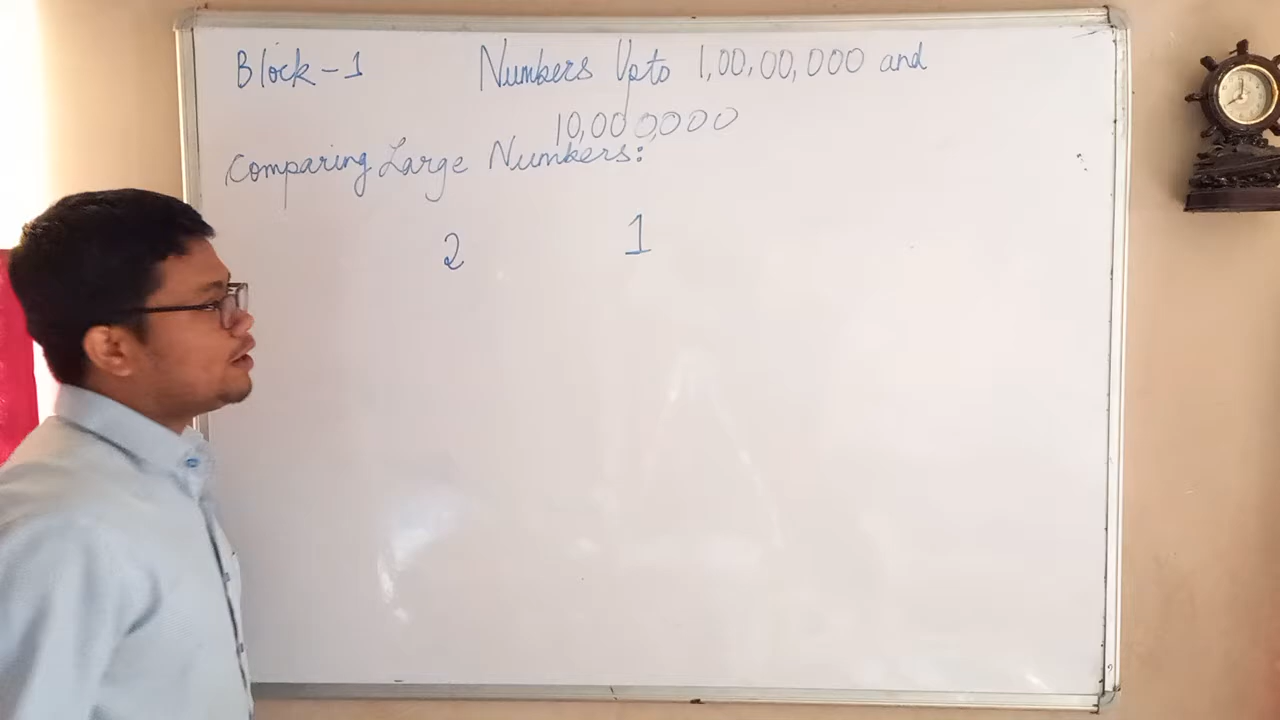 Block-1 Numbers Upto 1,00,00,000 and
10,000,000
Comparing Large Numbers:
2 1